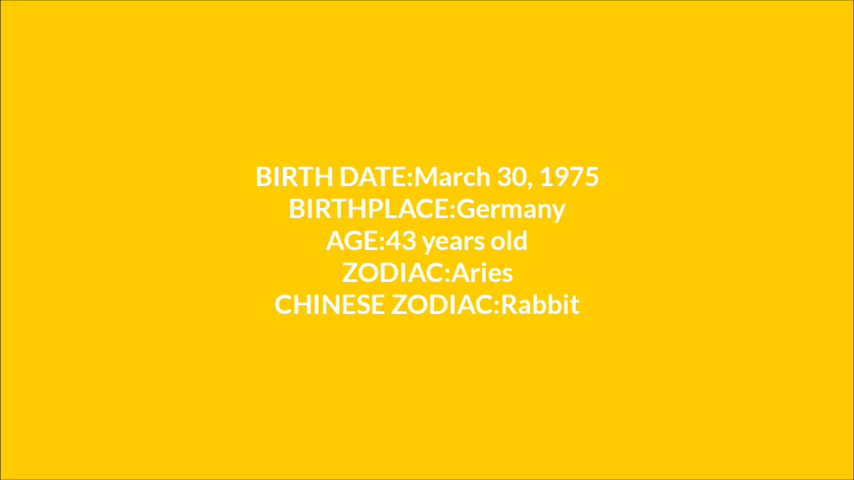 BIRTH DATE:March 30, 1975
BIRTHPLACE:Germany
AGE:43 years old
ZODIAC:Aries
CHINESE ZODIAC:Rabbit